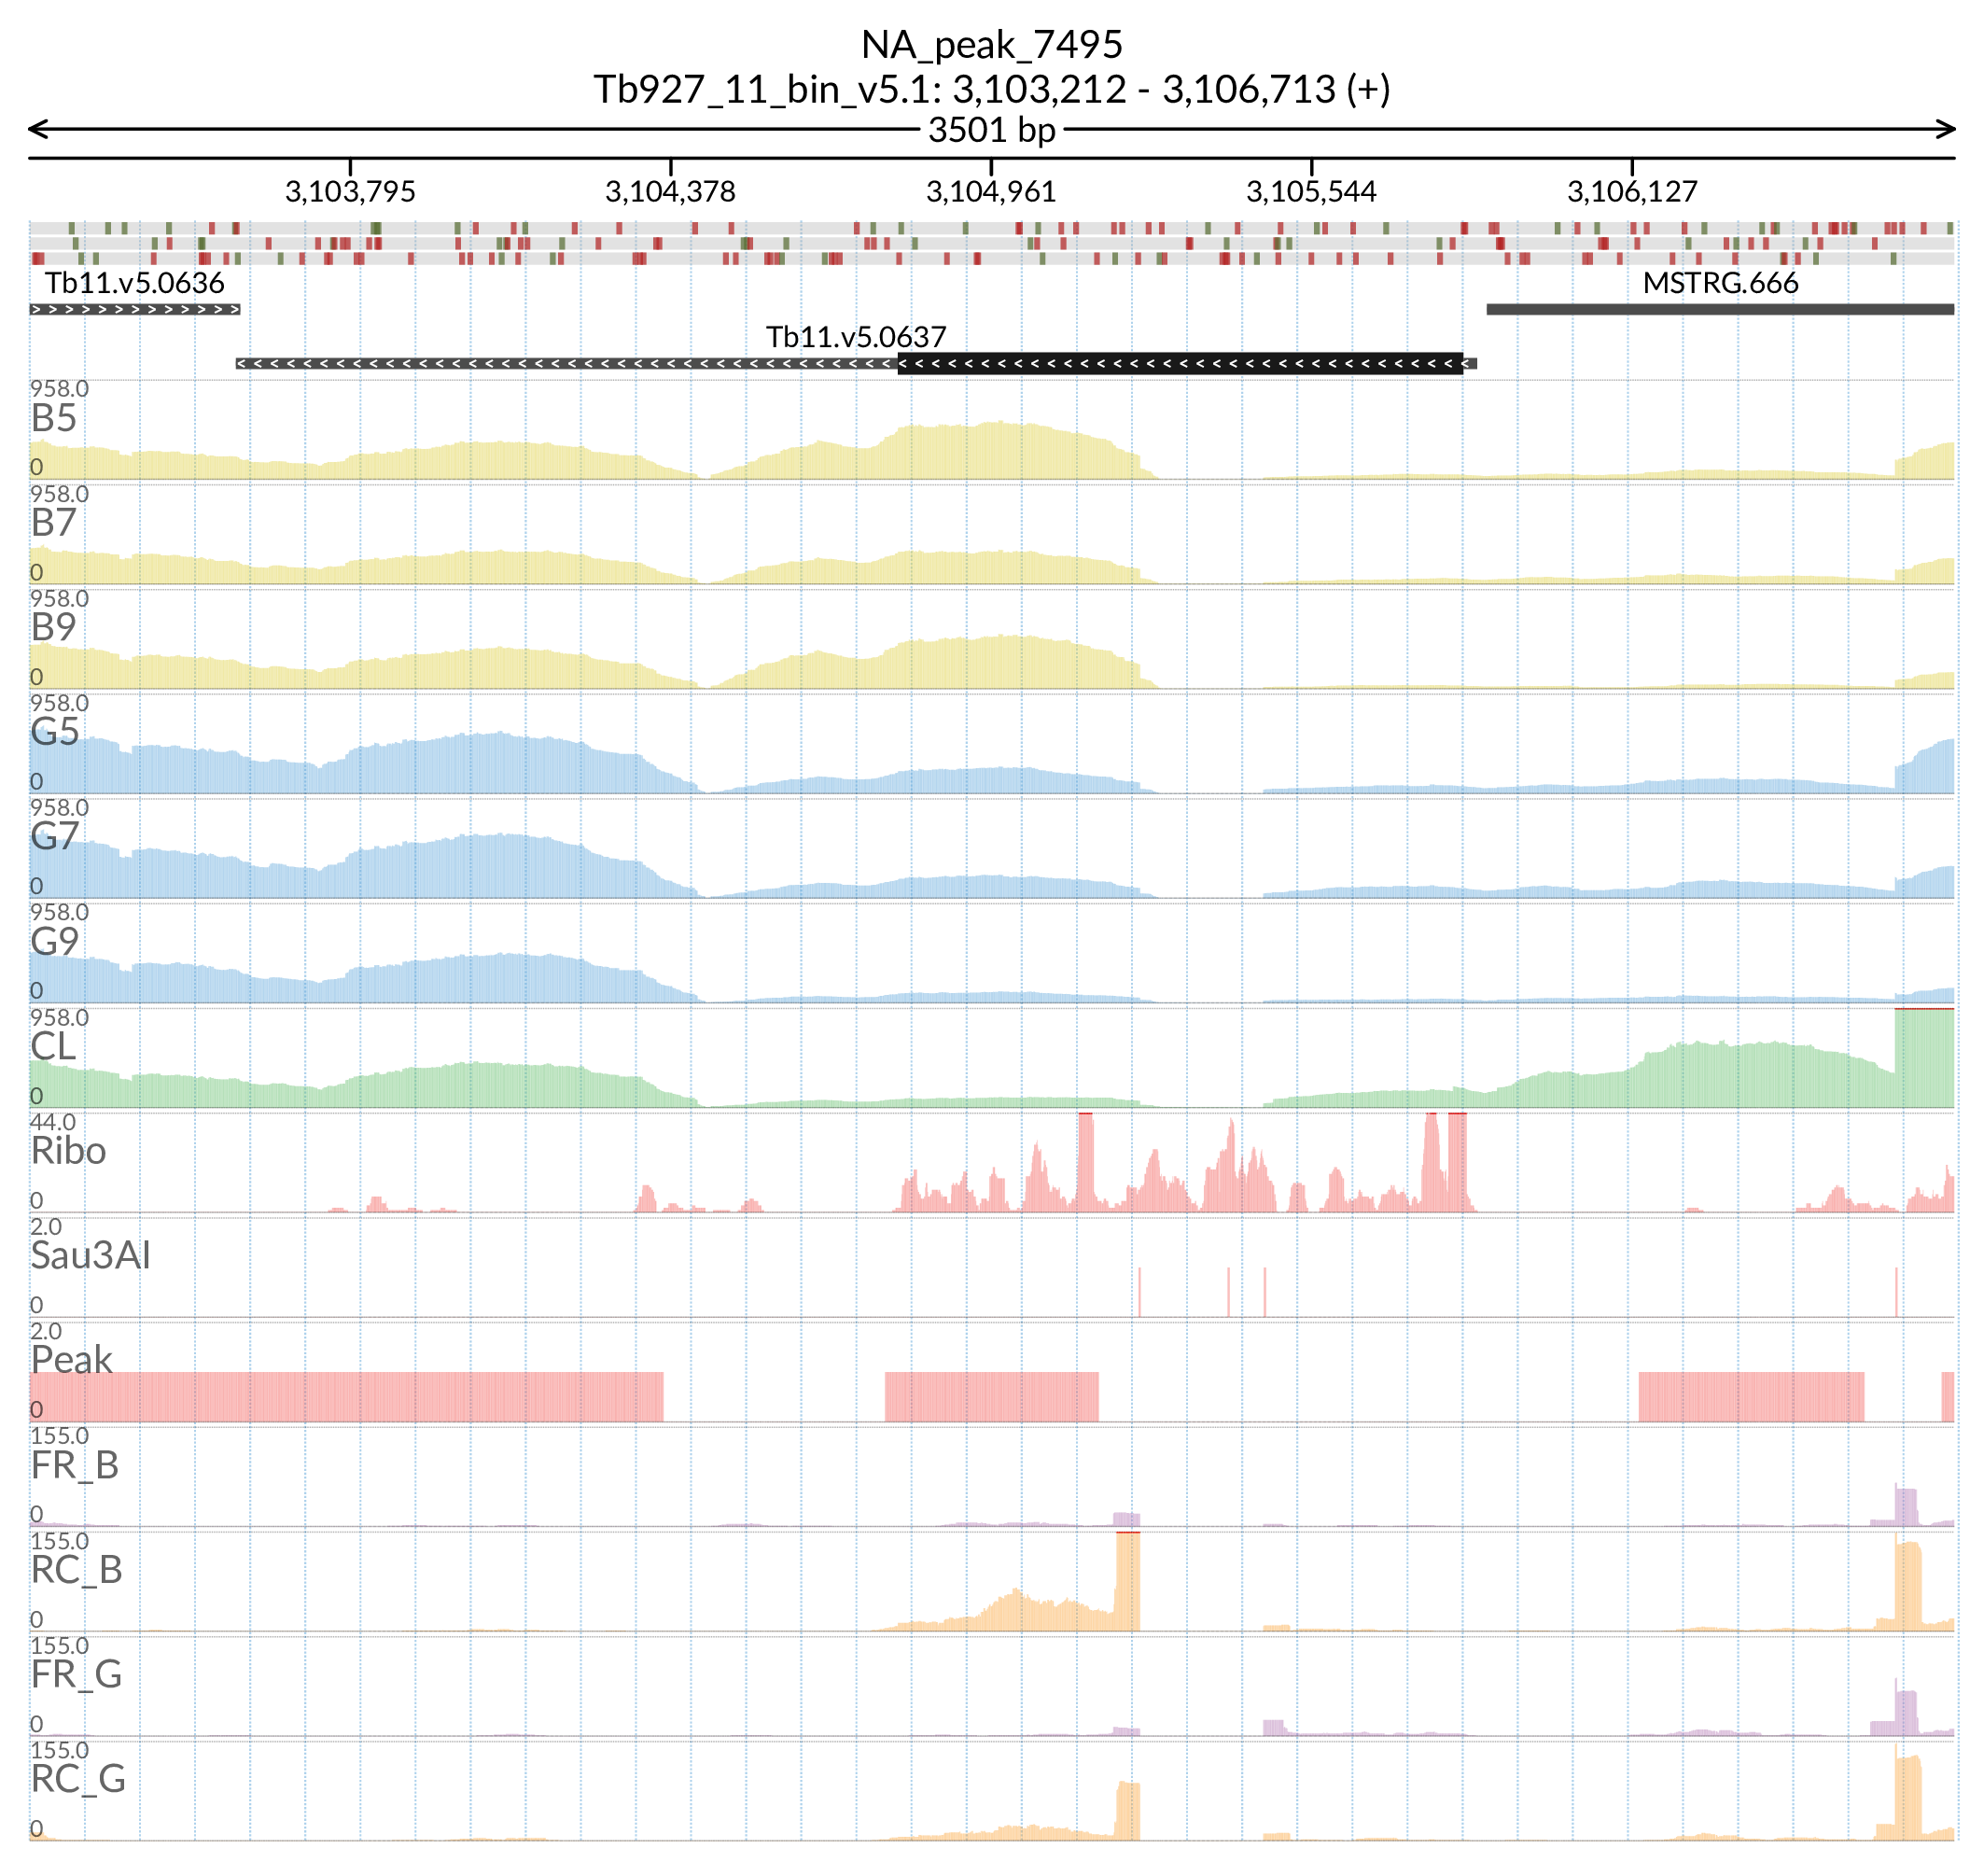 NA_peak_7495
Tb927_11_bin_v5.1: 3,103,212 - 3,106,713 (+)
3501 bp
3,103,795 3,104,378 3,104,961 3,105,544 3,106,127
Tb11.v5.0636 MSTRG.666
Tb11.v5.0637
958.0
B5
0
958.0
B7
0
958.0
B9
0
958.0
G5
0
958.0
G7
0
958.0
G9
0
958.0
CL
0
44.0
Ribo
0
2.0
Sau3AI
0
2.0
Peak
0
155.0
FR_B
0
155.0
RC_B
0
155.0
FR_G
0
155.0
RC_G
0